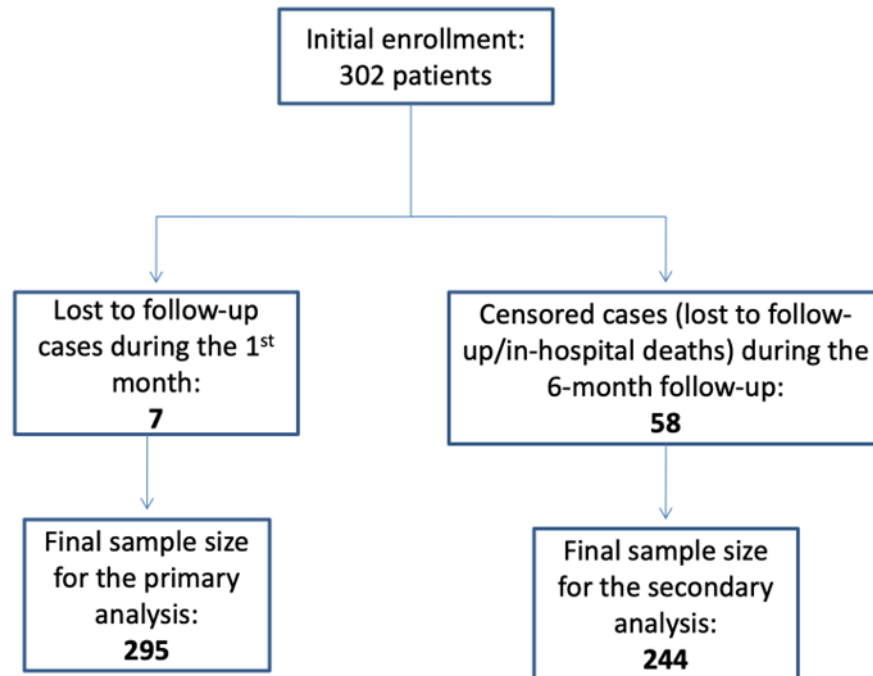 Initial enrollment:
302 patients
Lost to follow-up
cases during the 1st
month:
7
Censored cases (lost to follow-
up/in-hospital deaths) during the
6-month follow-up:
58
Final sample size
for the primary
analysis:
295
Final sample size
for the secondary
analysis:
244